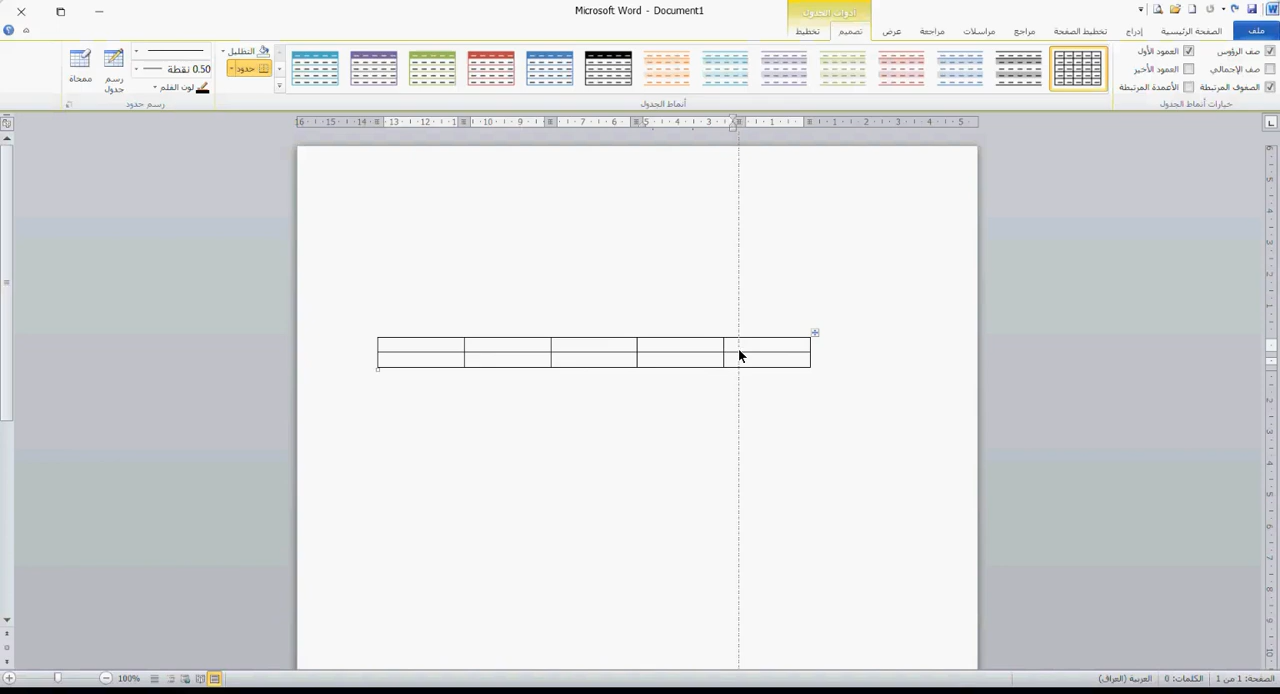 Microsoft Word - Document1
أدوات الجدول
ملف
الصفحة الرئيسية
إدراج
تخطيط الصفحة
مراجع
مراسلات
مراجعة
عرض
تصميم
تخطيط
صف الرؤوس
العمود الأول
صف الإجمالي
العمود الأخير
الصفوف المرتبطة
الأعمدة المرتبطة
خيارات أنماط الجدول
أنماط الجدول
التظليل
حدود
0.50 نقطة
لون القلم
رسم جدول
ممحاة
رسم حدود
الصفحة: 1 من 1
الكلمات: 0
العربية (العراق)
100%